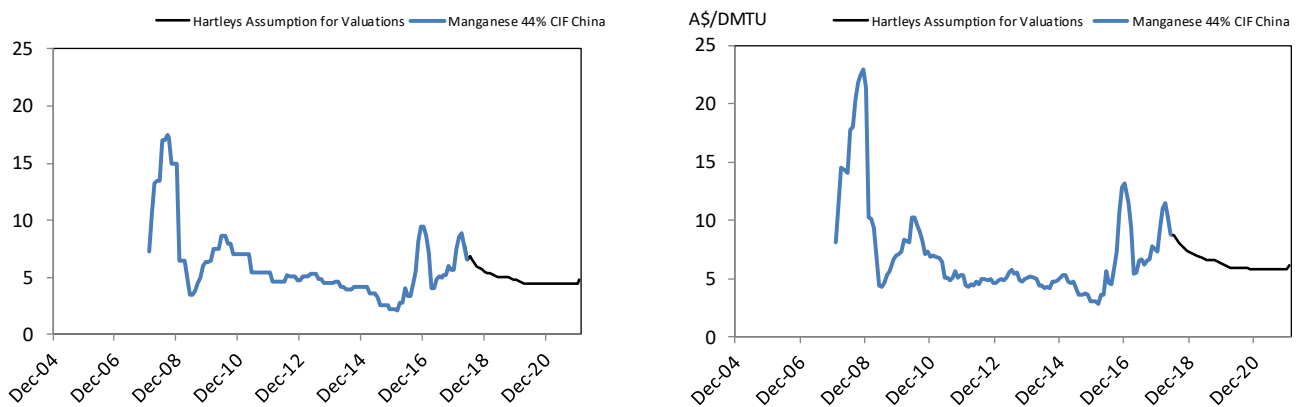 Hartleys Assumption for Valuations
Manganese 44% CIF China
25
20
15
10
5
0
Dec-04
Dec-06
Dec-08
Dec-10
Dec-12
Dec-14
Dec-16
Dec-18
Dec-20
A$/DMTU
Hartleys Assumption for Valuations
Manganese 44% CIF China
25
20
15
10
5
0
Dec-04
Dec-06
Dec-08
Dec-10
Dec-12
Dec-14
Dec-16
Dec-18
Dec-20